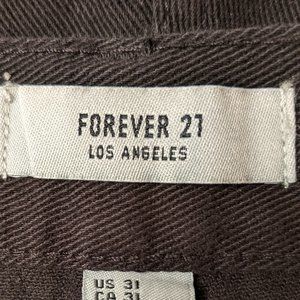 FOREVER 21
LOS ANGELES
US 31
CA 31